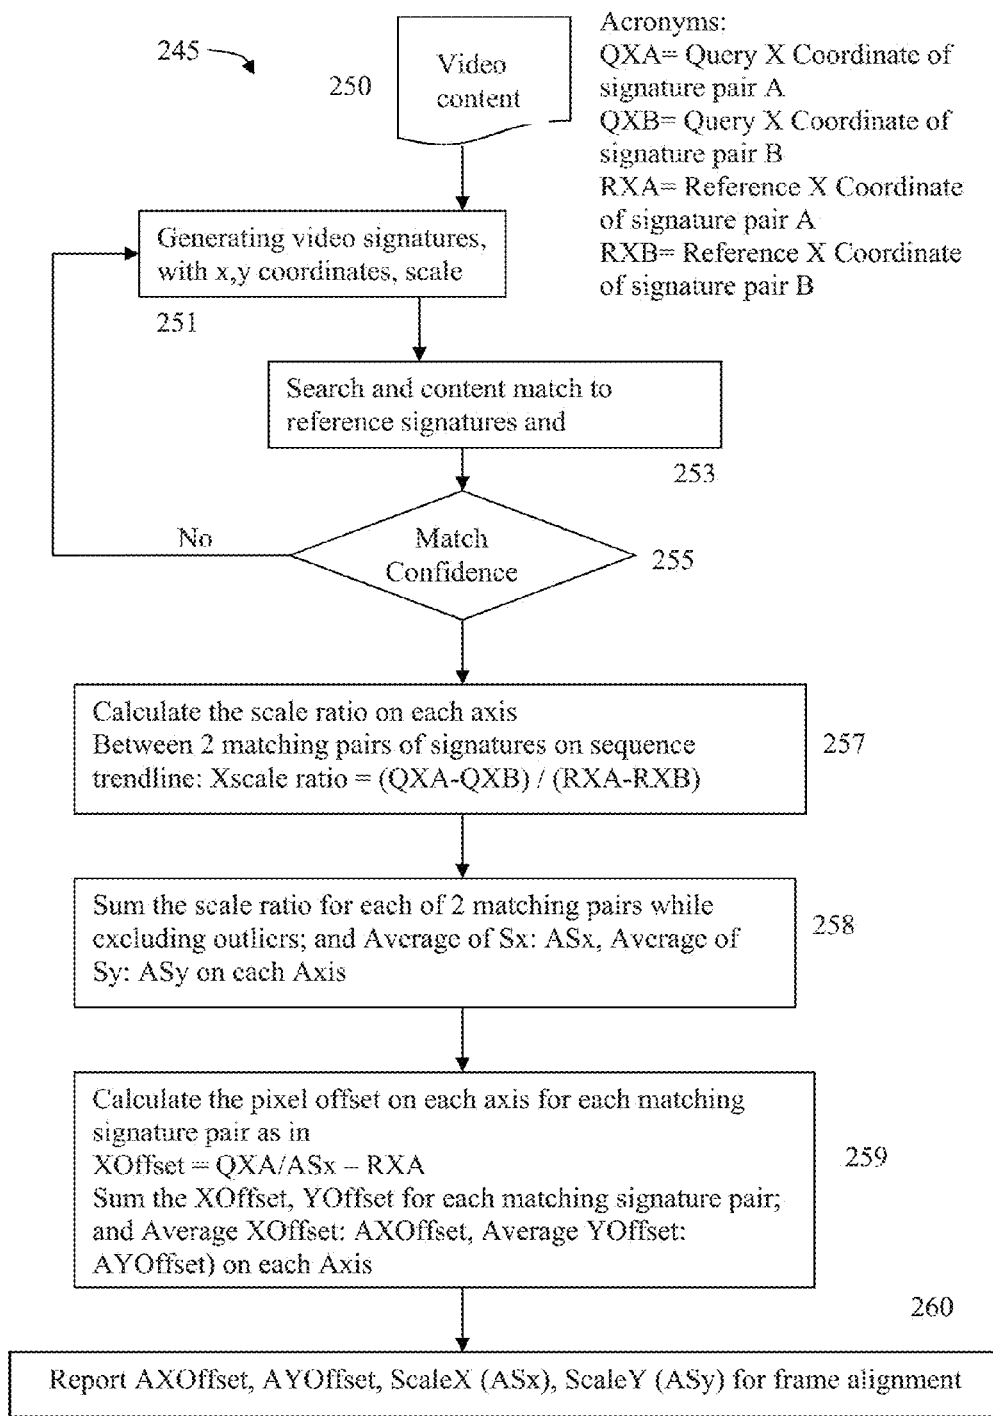 245
250
Video
content
Acronyms:
QXA= Query X Coordinate of
signature pair A
QXB= Query X Coordinate of
signature pair B
RXA= Reference X Coordinate
of signature pair A
RXB= Reference X Coordinate
of signature pair B
Generating video signatures,
with x,y coordinates, scale
251
Search and content match to
reference signatures and
253
No
Match
Confidence
255
Calculate the scale ratio on each axis
Between 2 matching pairs of signatures on sequence
trendline: Xscale ratio = (QXA-QXB) / (RXA-RXB)
257
Sum the scale ratio for each of 2 matching pairs while
excluding outliers; and Average of Sx: ASx, Average of
Sy: ASy on each Axis
258
Calculate the pixel offset on each axis for each matching
signature pair as in
XOffset = QXA/ASx – RXA
Sum the XOffset, YOffset for each matching signature pair;
and Average XOffset: AXOffset, Average YOffset:
AYOffset) on each Axis
259
260
Report AXOffset, AYOffset, ScaleX (ASx), ScaleY (ASy) for frame alignment